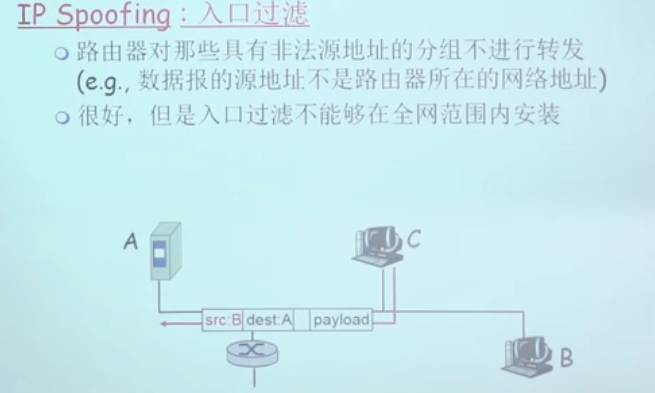 IP Spoofing：入口过滤
路由器对那些具有非法源地址的分组不进行转发
(e.g., 数据报的源地址不是路由器所在的网络地址)
很好，但是入口过滤不能够在全网范围内安装
A
C
src:B dest:A payload
B